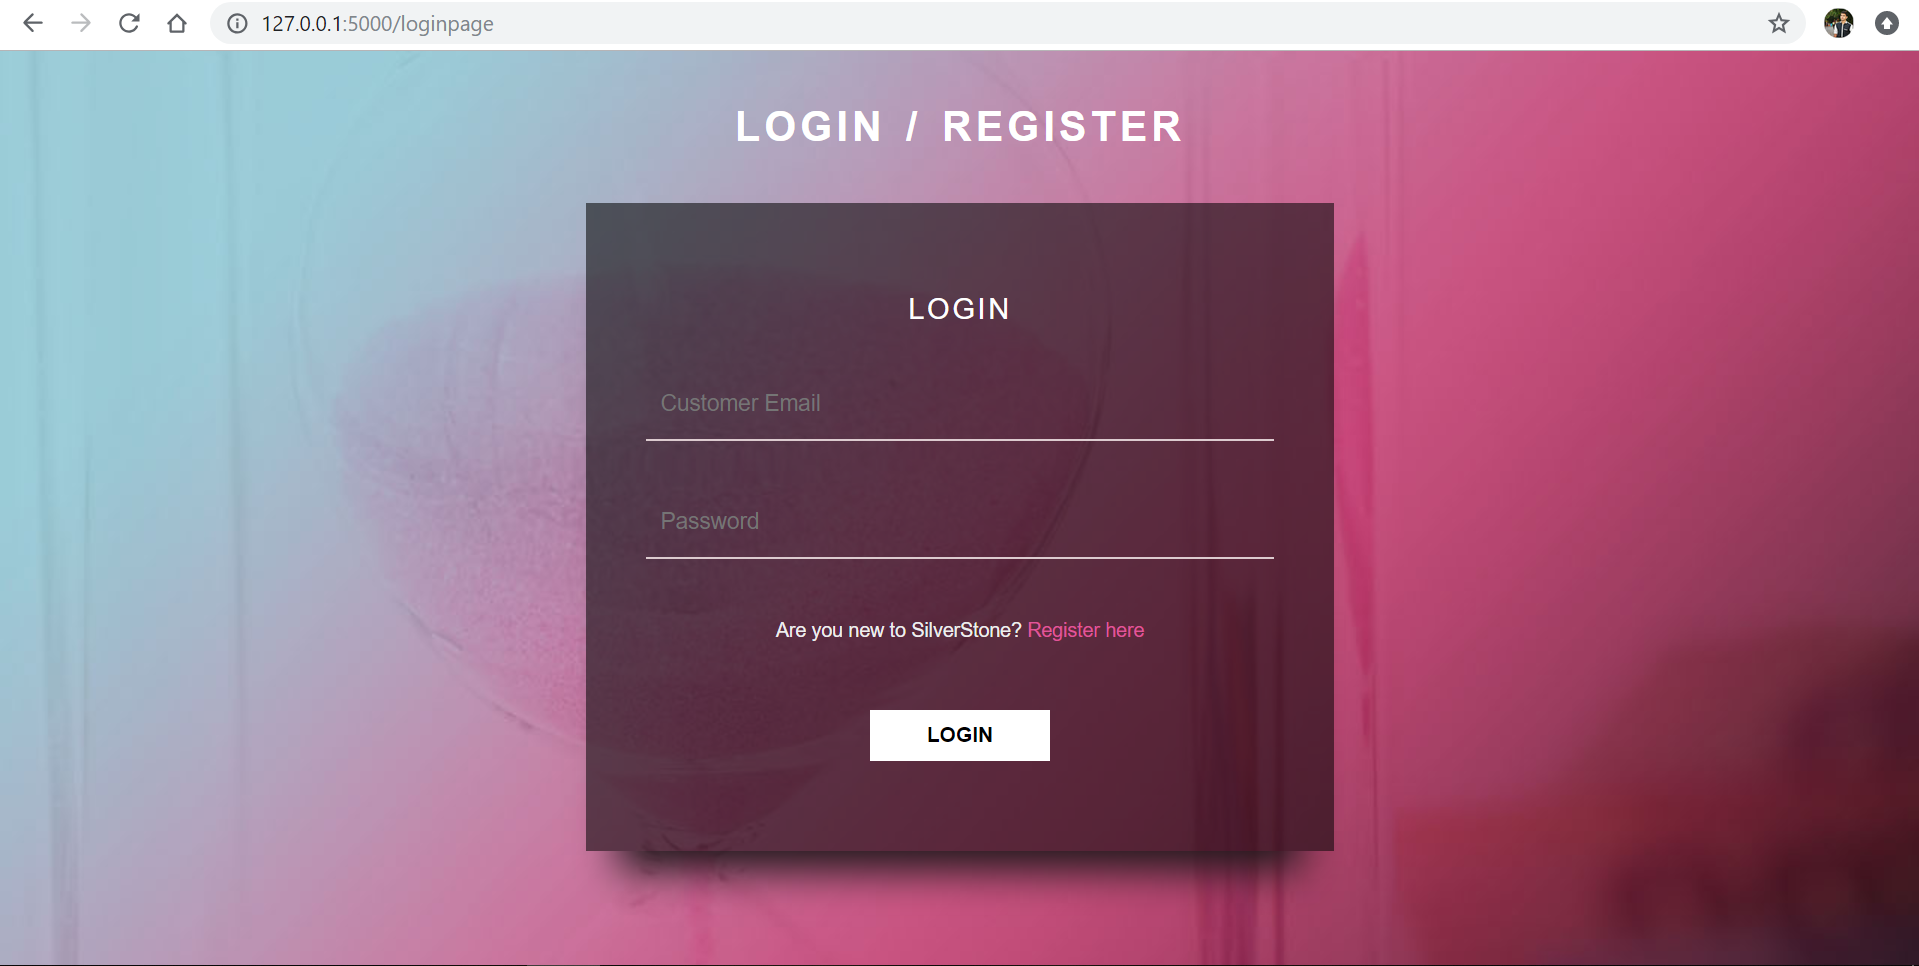 127.0.0.1:5000/loginpage
LOGIN / REGISTER
LOGIN
Customer Email
Password
Are you new to SilverStone? Register here
LOGIN